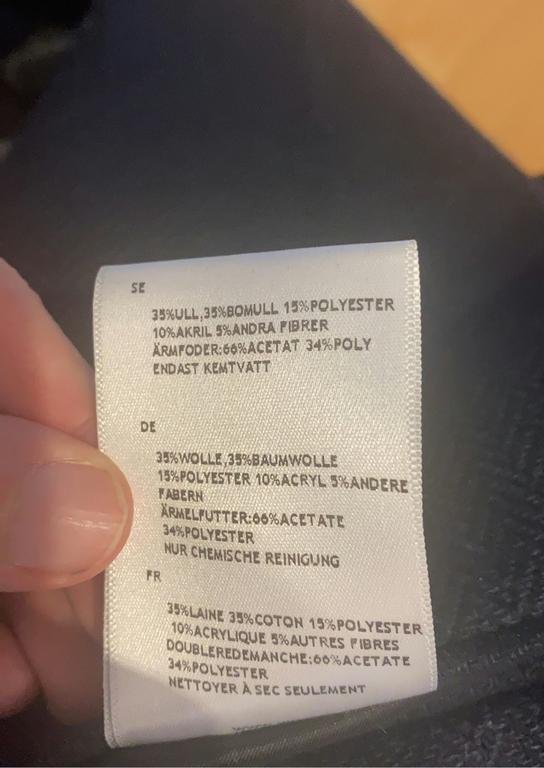 SE
35%ULL,35%BOMULL 15%POLYESTER
10%AKRIL 5%ANDRA FIBRER
ÄRMFODER:66%ACETAT 34%POLY
ENDAST KEMTVATT
DE
35%WOLLE,35%BAUMWOLLE
15%POLYESTER 10%ACRYL 5%ANDERE
FABERN
ÄRMELFUTTER:66%ACETATE
34%POLYESTER
NUR CHEMISCHE REINIGUNG
FR
35%LAINE 35%COTON 15%POLYESTER
10%ACRYLIQUE 5%AUTRES FIBRES
DOUBLEREDEMANCHE:66%ACETATE
34%POLYESTER
NETTOYER À SEC SEULEMENT